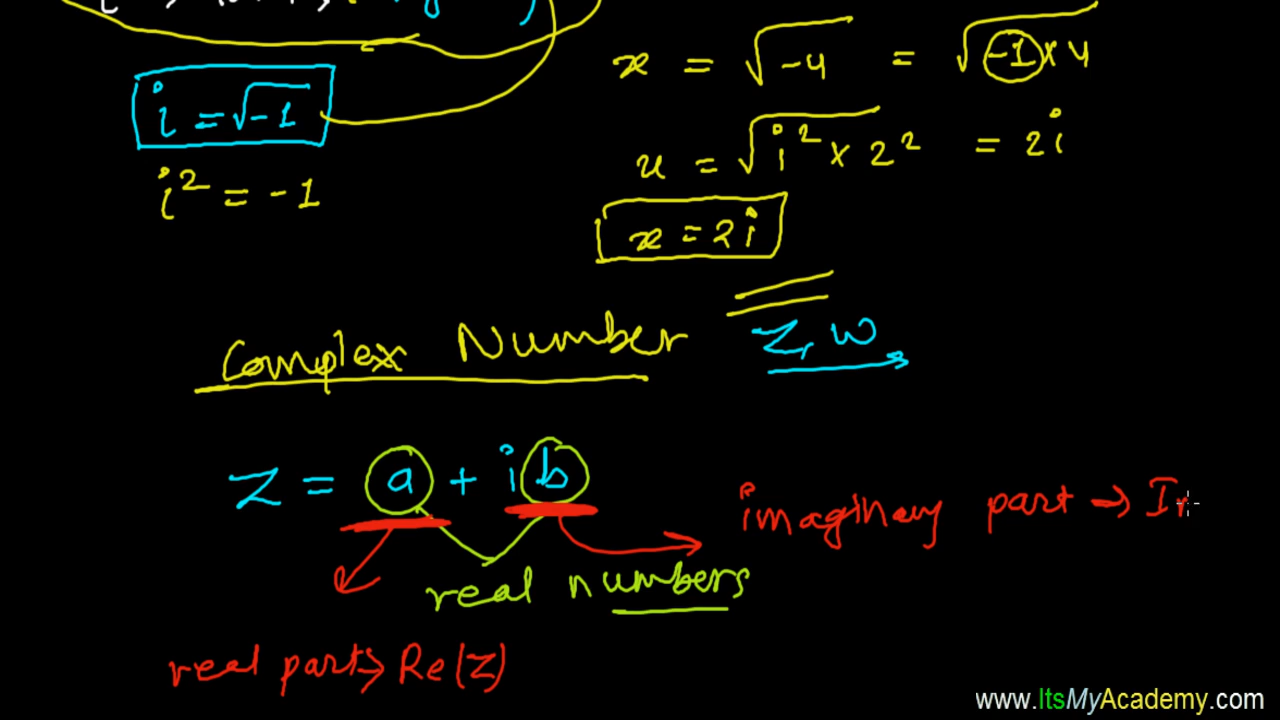 x = √-4 = √-1×4
i = √-1
x = √i² × 2² = 2i
i² = -1
x = 2i
Complex Number Z, w
Z = a + ib
imaginary part → I
real numbers
real part → Re(Z)
www.ItsMyAcademy.com